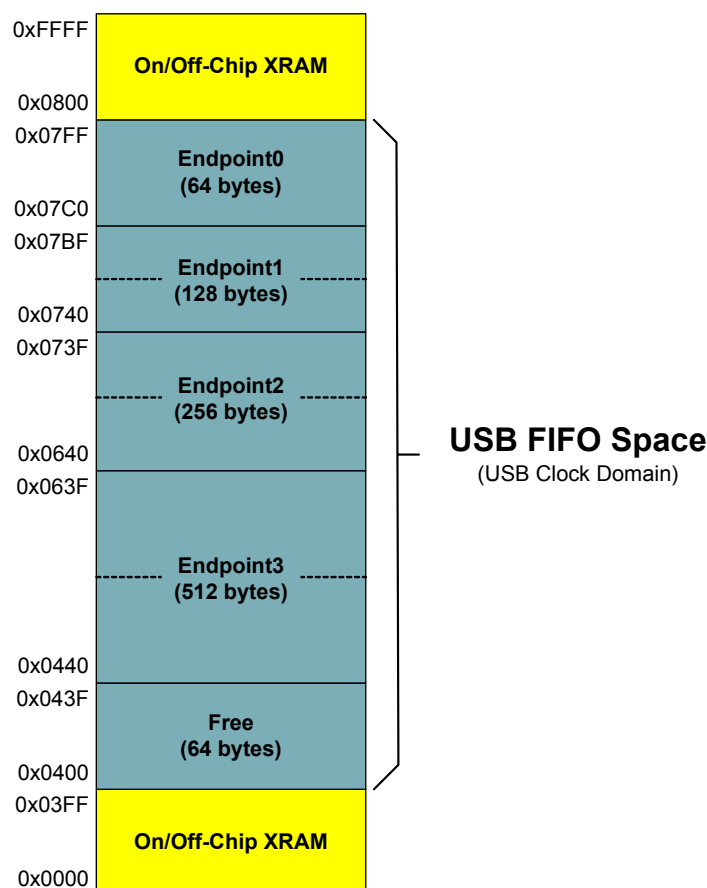 0xFFFF
On/Off-Chip XRAM
0x0800
0x07FF
Endpoint0
(64 bytes)
0x07C0
0x07BF
Endpoint1
(128 bytes)
0x0740
0x073F
Endpoint2
(256 bytes)
0x0640
0x063F
Endpoint3
(512 bytes)
0x0440
0x043F
Free
(64 bytes)
0x0400
0x03FF
On/Off-Chip XRAM
0x0000
USB FIFO Space
(USB Clock Domain)